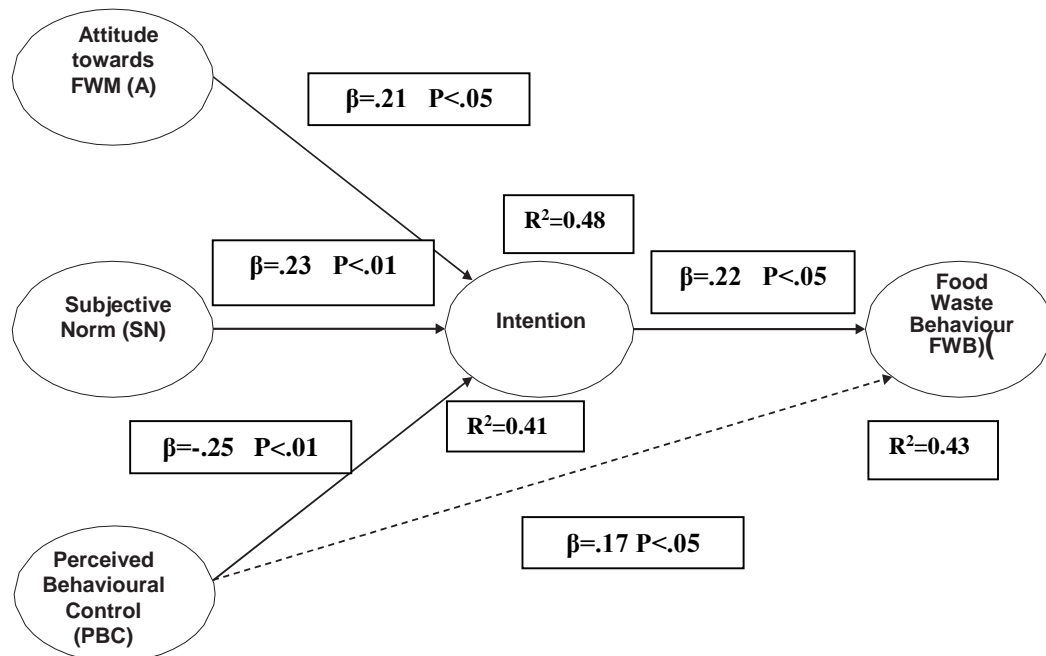 Attitude
towards
FWM (A)
β=.21 P<.05
R²=0.48
β=.23 P<.01
β=.22 P<.05
Subjective
Norm (SN)
Intention
Food
Waste
Behaviour
FWB)(
β=-.25 P<.01
R²=0.41
R²=0.43
β=.17 P<.05
Perceived
Behavioural
Control
(PBC)